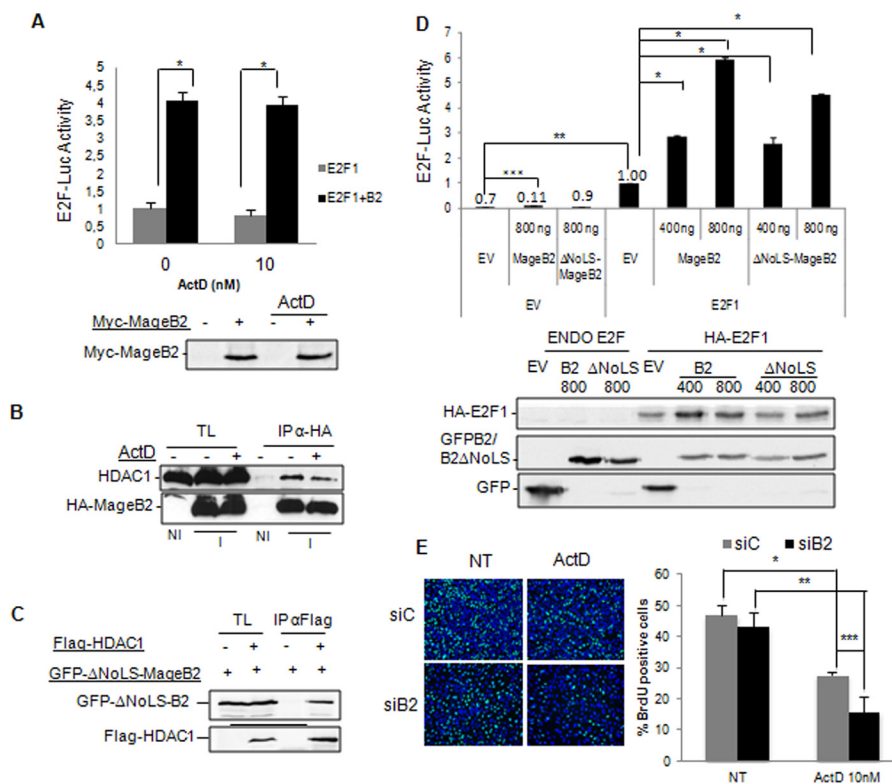 A
E2F-Luc Activity
4,5
4
3,5
3
2,5
2
1,5
1
0,5
* *
E2F1
E2F1+B2
0 10
ActD (nM)
ActD
Myc-MageB2 - + - +
Myc-MageB2
B
TL IP α-HA
ActD - - + - - +
HDAC1
HA-MageB2
NI I NI I
C
TL IP αFlag
Flag-HDAC1 - + - +
GFP-ΔNoLS-MageB2 + + + +
GFP-ΔNoLS-B2
Flag-HDAC1
D
E2F-Luc Activity
7
6
5
4
3
2
1
0
*
*
*
*
**
***
0.7 0.11 0.9 1.00
800 ng 800 ng 400 ng 800 ng 400 ng 800 ng
EV MageB2 ΔNoLS-MageB2 EV MageB2 ΔNoLS-MageB2
EV E2F1
ENDO E2F HA-E2F1
EV B2 ΔNoLS EV B2 ΔNoLS
800 800 400 800 400 800
HA-E2F1
GFPB2/
B2ΔNoLS
GFP
E
NT ActD
siC
siB2
siC siB2
% BrdU positive cells
60
50
40
30
20
10
0
*
**
***
NT ActD 10nM